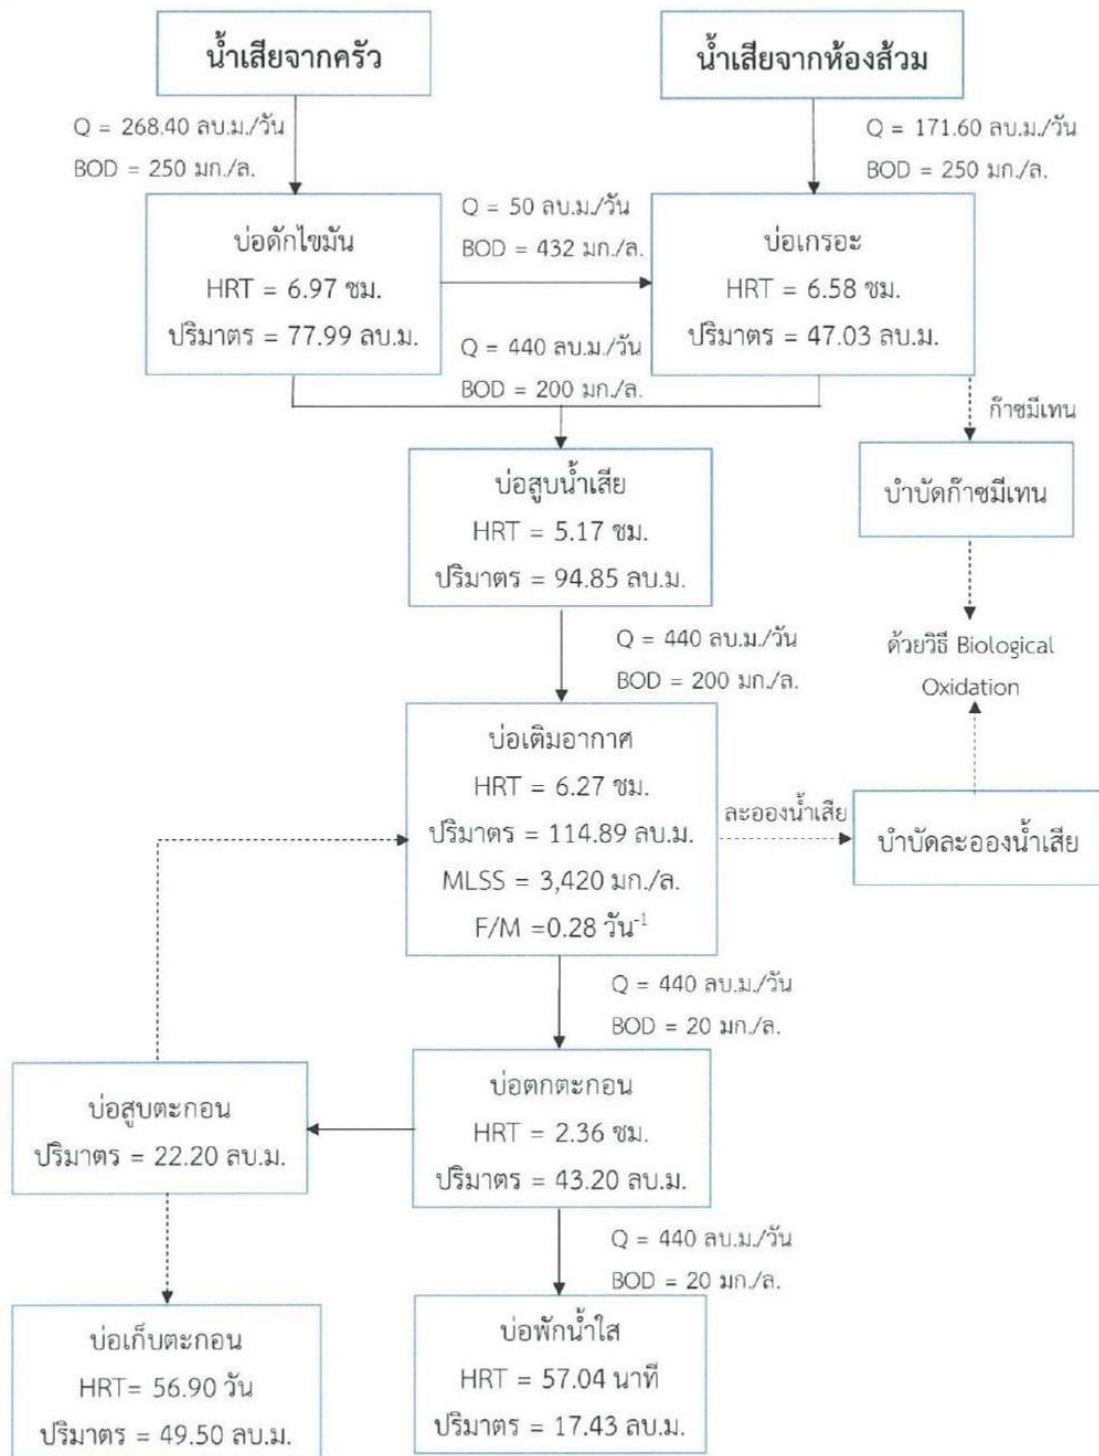 น้ำเสียจากครัว
น้ำเสียจากห้องส้วม
Q = 268.40 ลบ.ม./วัน
BOD = 250 มก./ล.
Q = 171.60 ลบ.ม./วัน
BOD = 250 มก./ล.
บ่อดักไขมัน
HRT = 6.97 ชม.
ปริมาตร = 77.99 ลบ.ม.
Q = 50 ลบ.ม./วัน
BOD = 432 มก./ล.
บ่อเกรอะ
HRT = 6.58 ชม.
ปริมาตร = 47.03 ลบ.ม.
Q = 440 ลบ.ม./วัน
BOD = 200 มก./ล.
ก๊าซมีเทน
บ่อสูบน้ำเสีย
HRT = 5.17 ชม.
ปริมาตร = 94.85 ลบ.ม.
บำบัดก๊าซมีเทน
Q = 440 ลบ.ม./วัน
BOD = 200 มก./ล.
ด้วยวิธี Biological
Oxidation
บ่อเติมอากาศ
HRT = 6.27 ชม.
ปริมาตร = 114.89 ลบ.ม.
MLSS = 3,420 มก./ล.
F/M =0.28 วัน⁻¹
ละอองน้ำเสีย
บำบัดละอองน้ำเสีย
Q = 440 ลบ.ม./วัน
BOD = 20 มก./ล.
บ่อสูบตะกอน
ปริมาตร = 22.20 ลบ.ม.
บ่อตกตะกอน
HRT = 2.36 ชม.
ปริมาตร = 43.20 ลบ.ม.
Q = 440 ลบ.ม./วัน
BOD = 20 มก./ล.
บ่อเก็บตะกอน
HRT= 56.90 วัน
ปริมาตร = 49.50 ลบ.ม.
บ่อพักน้ำใส
HRT = 57.04 นาที
ปริมาตร = 17.43 ลบ.ม.